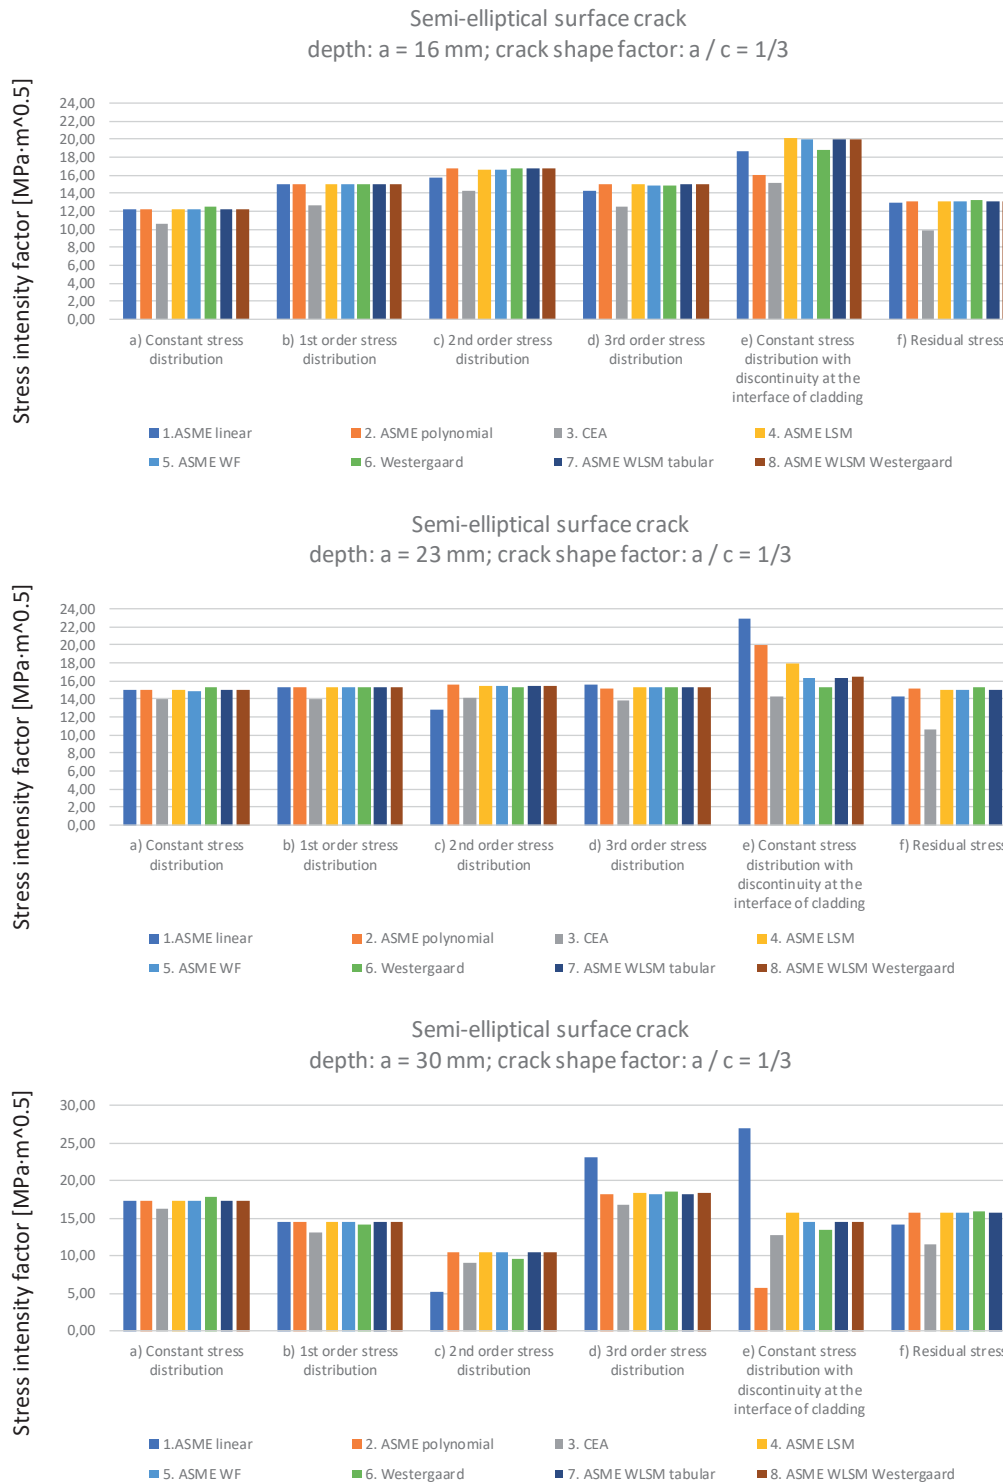 Semi-elliptical surface crack
depth: a = 16 mm; crack shape factor: a / c = 1/3
Stress intensity factor [MPa·m^0.5]
24,00
22,00
20,00
18,00
16,00
14,00
12,00
10,00
8,00
6,00
4,00
2,00
0,00
a) Constant stress distribution
b) 1st order stress distribution
c) 2nd order stress distribution
d) 3rd order stress distribution
e) Constant stress distribution with discontinuity at the interface of cladding
f) Residual stress
1.ASME linear
2. ASME polynomial
3. CEA
4. ASME LSM
5. ASME WF
6. Westergaard
7. ASME WLSM tabular
8. ASME WLSM Westergaard
Semi-elliptical surface crack
depth: a = 23 mm; crack shape factor: a / c = 1/3
Stress intensity factor [MPa·m^0.5]
24,00
22,00
20,00
18,00
16,00
14,00
12,00
10,00
8,00
6,00
4,00
2,00
0,00
a) Constant stress distribution
b) 1st order stress distribution
c) 2nd order stress distribution
d) 3rd order stress distribution
e) Constant stress distribution with discontinuity at the interface of cladding
f) Residual stress
1.ASME linear
2. ASME polynomial
3. CEA
4. ASME LSM
5. ASME WF
6. Westergaard
7. ASME WLSM tabular
8. ASME WLSM Westergaard
Semi-elliptical surface crack
depth: a = 30 mm; crack shape factor: a / c = 1/3
Stress intensity factor [MPa·m^0.5]
30,00
25,00
20,00
15,00
10,00
5,00
0,00
a) Constant stress distribution
b) 1st order stress distribution
c) 2nd order stress distribution
d) 3rd order stress distribution
e) Constant stress distribution with discontinuity at the interface of cladding
f) Residual stress
1.ASME linear
2. ASME polynomial
3. CEA
4. ASME LSM
5. ASME WF
6. Westergaard
7. ASME WLSM tabular
8. ASME WLSM Westergaard